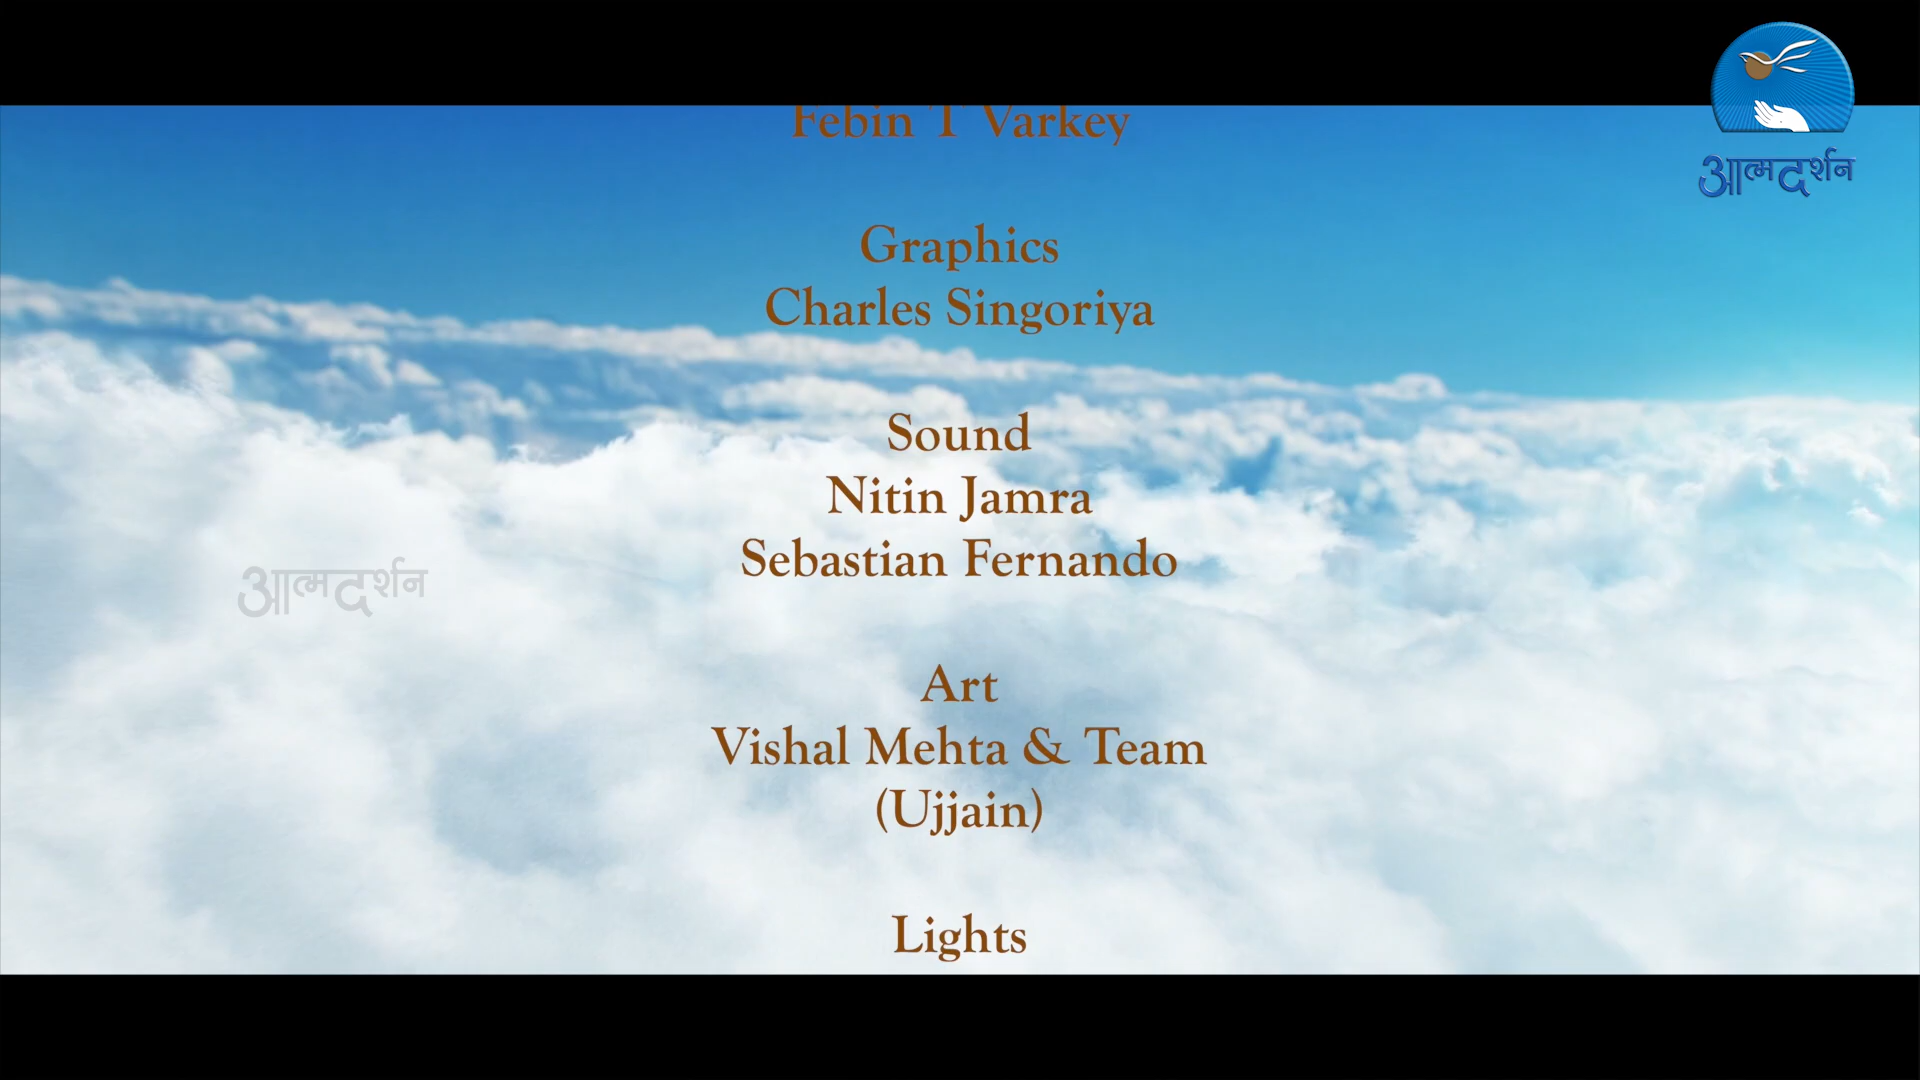 Febin T Varkey
आत्मदर्शन
Graphics
Charles Singoriya
Sound
Nitin Jamra
Sebastian Fernando
आत्मदर्शन
Art
Vishal Mehta & Team
(Ujjain)
Lights